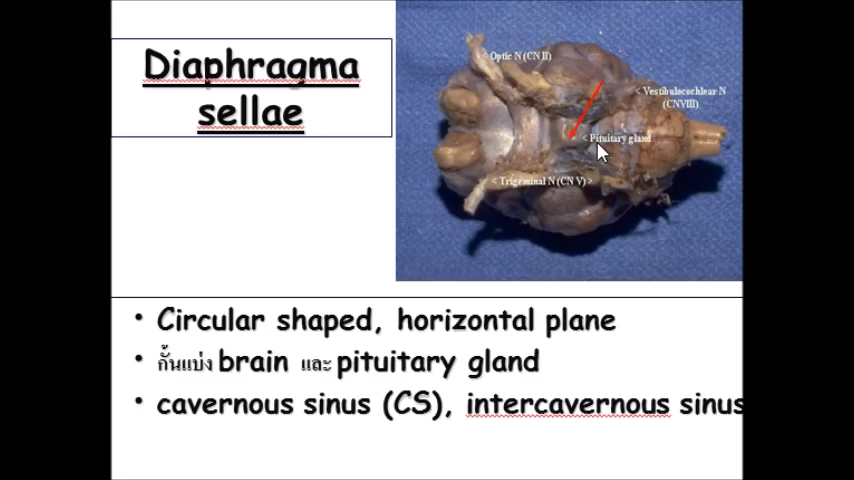 Diaphragma
sellae
Optic N (CN II)
< Vestibulocochlear N
(CNVIII)
< Pituitary gland
< Trigeminal N (CN V) >
• Circular shaped, horizontal plane
• กั้นแบ่ง brain และ pituitary gland
• cavernous sinus (CS), intercavernous sinus